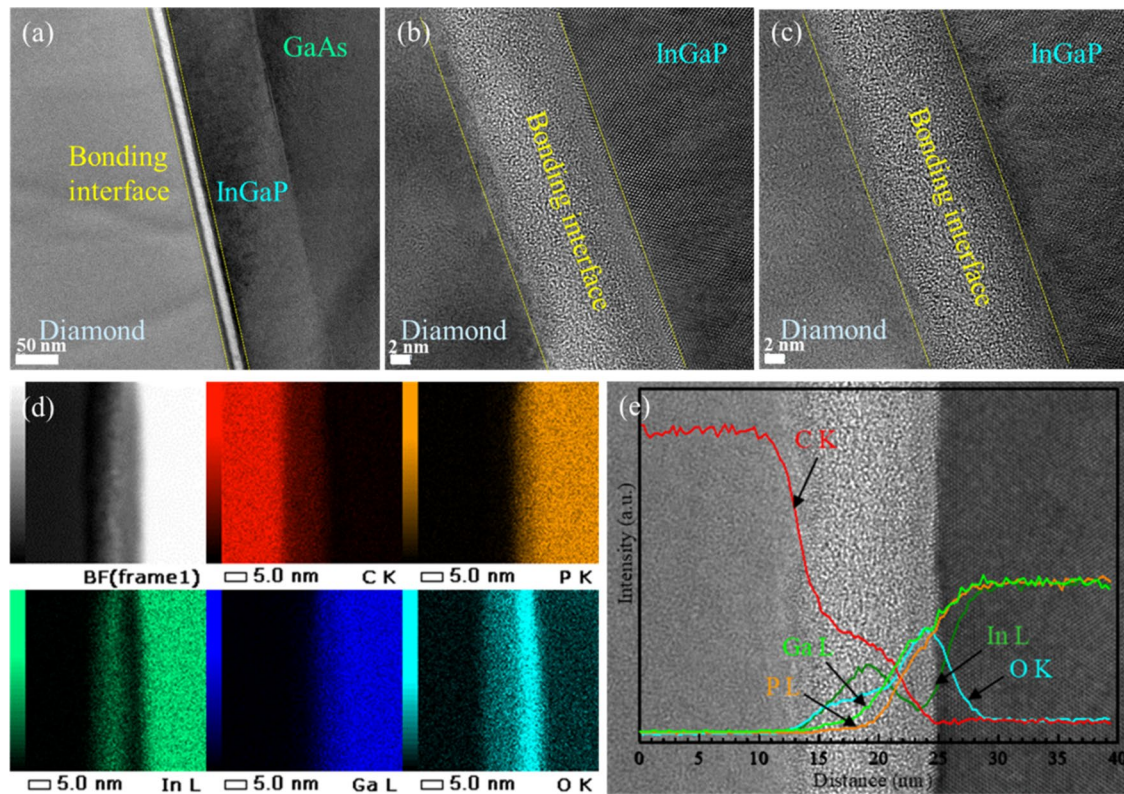 (a)
GaAs
Bonding
interface
InGaP
Diamond
50 nm
(b)
InGaP
Bonding interface
Diamond
2 nm
(c)
InGaP
Bonding interface
Diamond
2 nm
(d)
BF(frame1)
5.0 nm C K
5.0 nm P K
5.0 nm In L
5.0 nm Ga L
5.0 nm O K
(e)
C K
Intensity (a.u.)
Ga L
In L
P L
O K
0 5 10 15 20 25 30 35 40
Distance (nm)